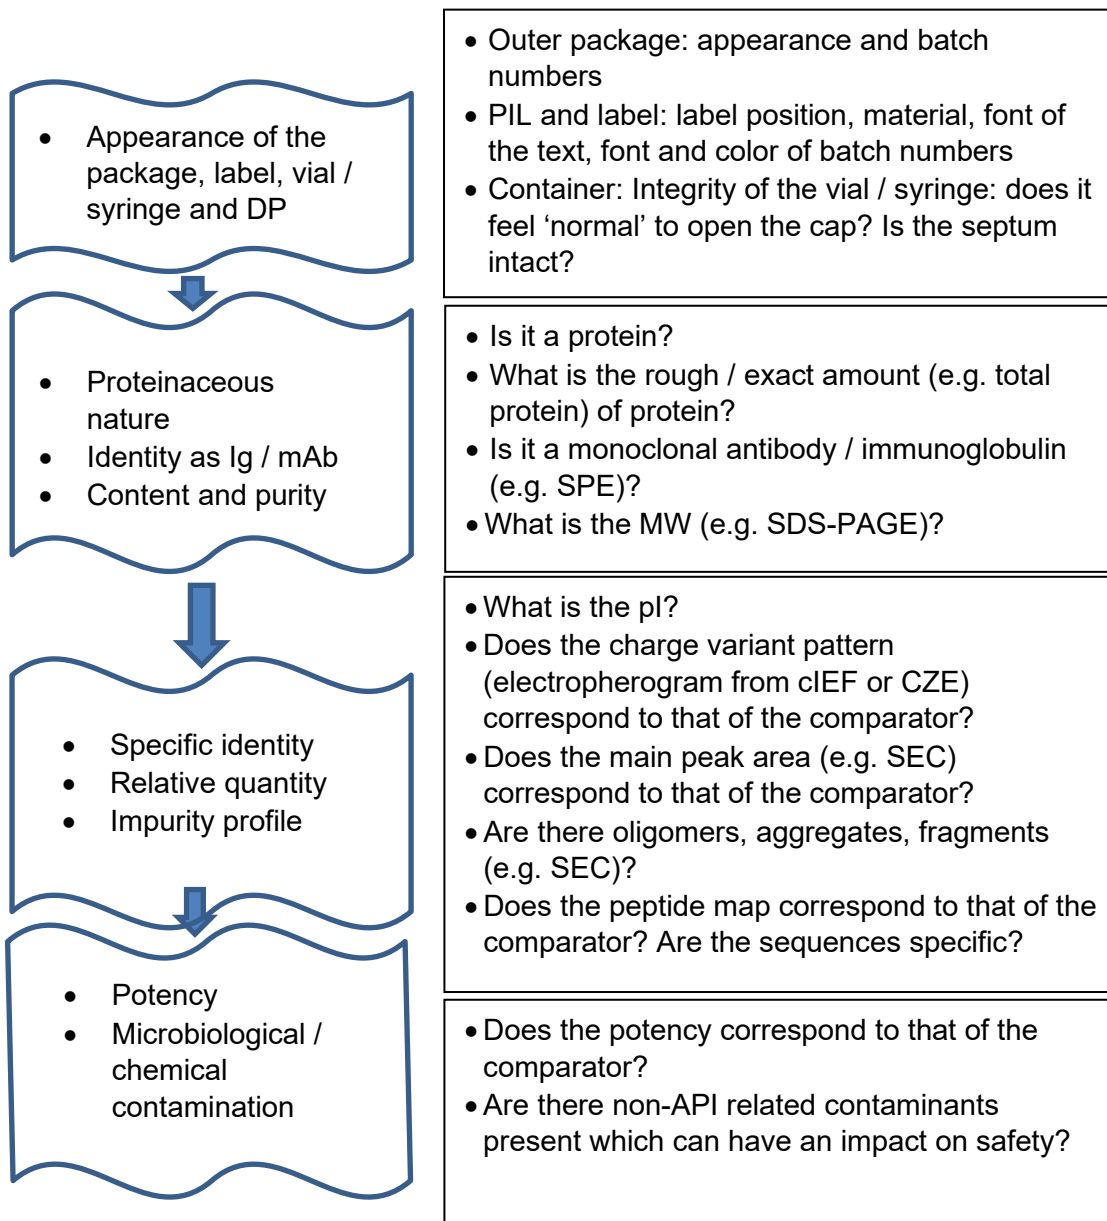 • Appearance of the
package, label, vial /
syringe and DP
• Outer package: appearance and batch
numbers
• PIL and label: label position, material, font of
the text, font and color of batch numbers
• Container: Integrity of the vial / syringe: does it
feel ‘normal’ to open the cap? Is the septum
intact?
• Proteinaceous
nature
• Identity as Ig / mAb
• Content and purity
• Is it a protein?
• What is the rough / exact amount (e.g. total
protein) of protein?
• Is it a monoclonal antibody / immunoglobulin
(e.g. SPE)?
• What is the MW (e.g. SDS-PAGE)?
• Specific identity
• Relative quantity
• Impurity profile
• What is the pI?
• Does the charge variant pattern
(electropherogram from cIEF or CZE)
correspond to that of the comparator?
• Does the main peak area (e.g. SEC)
correspond to that of the comparator?
• Are there oligomers, aggregates, fragments
(e.g. SEC)?
• Does the peptide map correspond to that of the
comparator? Are the sequences specific?
• Potency
• Microbiological /
chemical
contamination
• Does the potency correspond to that of the
comparator?
• Are there non-API related contaminants
present which can have an impact on safety?